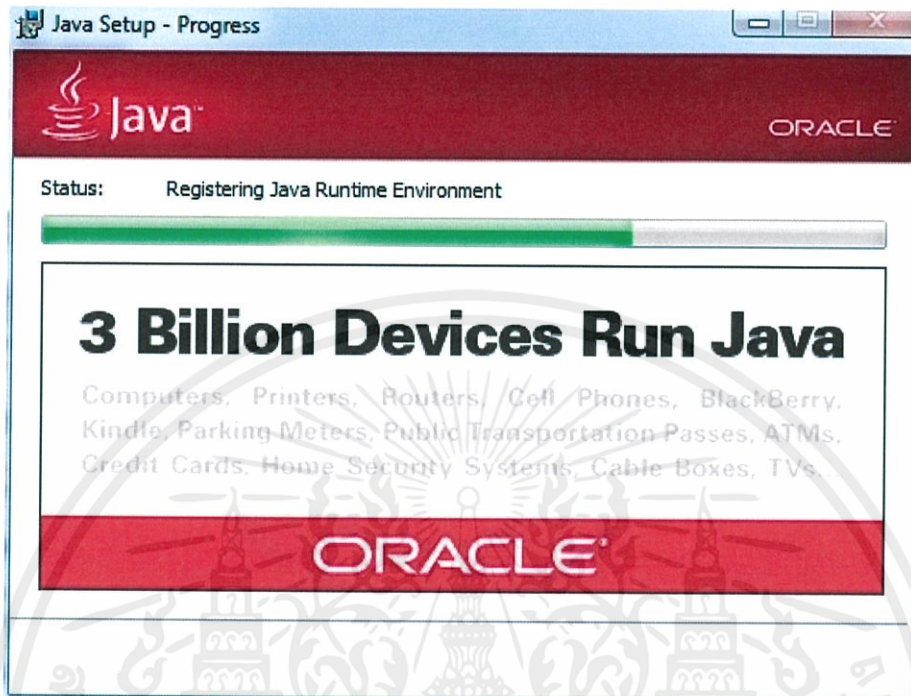 Java Setup - Progress
Java™
ORACLE
Status: Registering Java Runtime Environment
3 Billion Devices Run Java
Computers, Printers, Routers, Cell Phones, BlackBerry,
Kindle, Parking Meters, Public Transportation Passes, ATMs,
Credit Cards, Home Security Systems, Cable Boxes, TVs...
ORACLE®